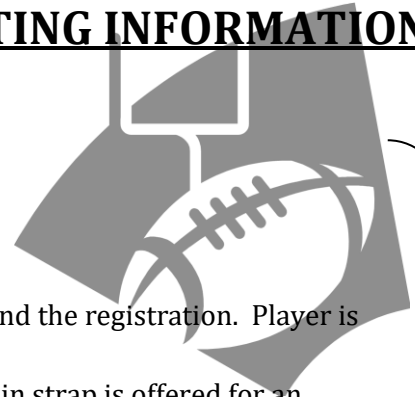 TING INFORMATION
nd the registration. Player is
in strap is offered for an